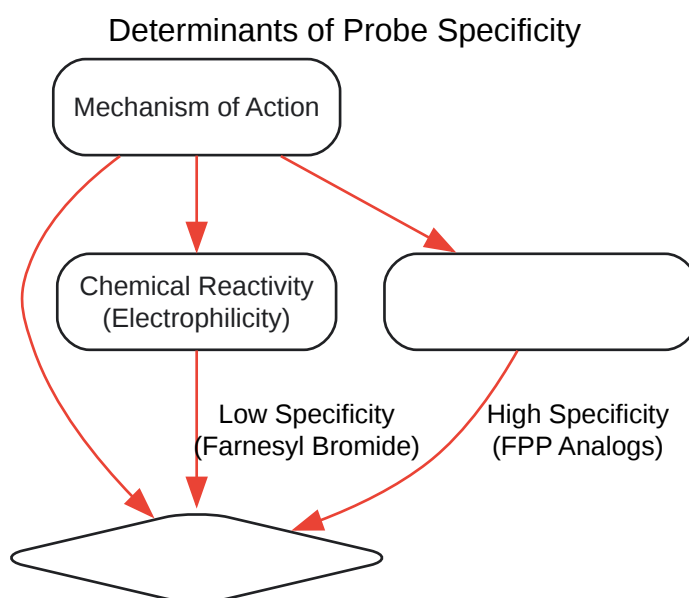 Determinants of Probe Specificity
Mechanism of Action
Chemical Reactivity
(Electrophilicity)
Low Specificity
(Farnesyl Bromide)
High Specificity
(FPP Analogs)